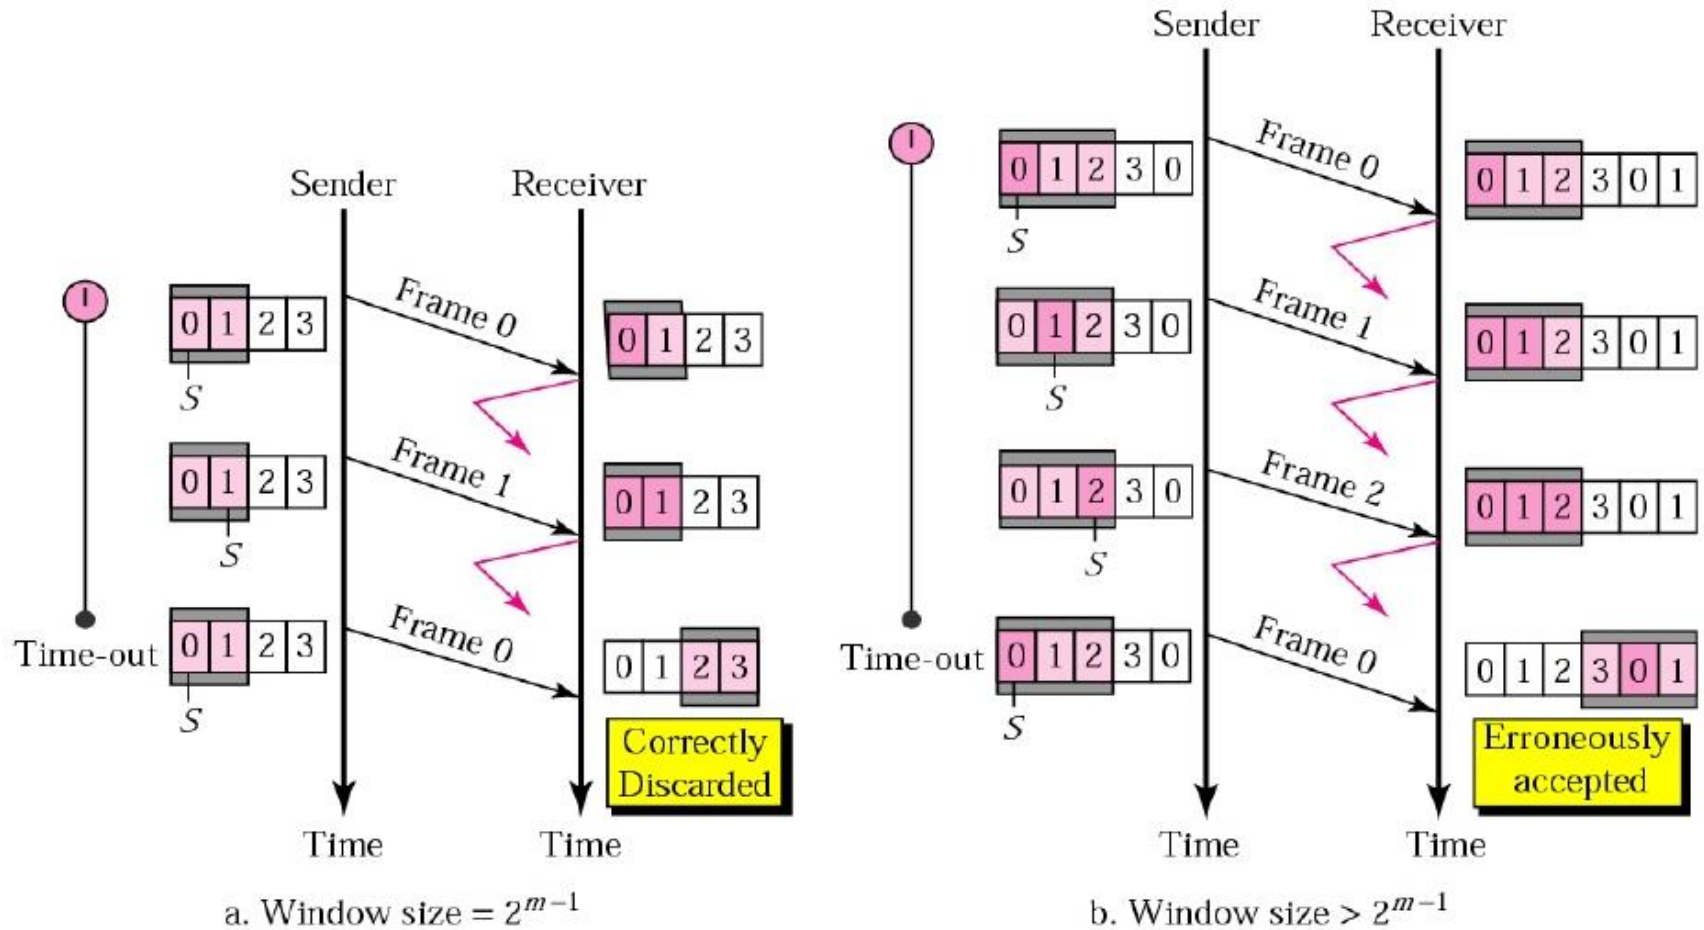 Sender Receiver
0 1 2 3
Frame 0
0 1 2 3
S
0 1 2 3
Frame 1
0 1 2 3
S
Time-out
0 1 2 3
Frame 0
0 1 2 3
S
Correctly
Discarded
Time Time
a. Window size = 2^{m−1}
Sender Receiver
0 1 2 3 0
Frame 0
0 1 2 3 0 1
S
0 1 2 3 0
Frame 1
0 1 2 3 0 1
S
0 1 2 3 0
Frame 2
0 1 2 3 0 1
S
Time-out
0 1 2 3 0
Frame 0
0 1 2 3 0 1
S
Erroneously
accepted
Time Time
b. Window size > 2^{m−1}